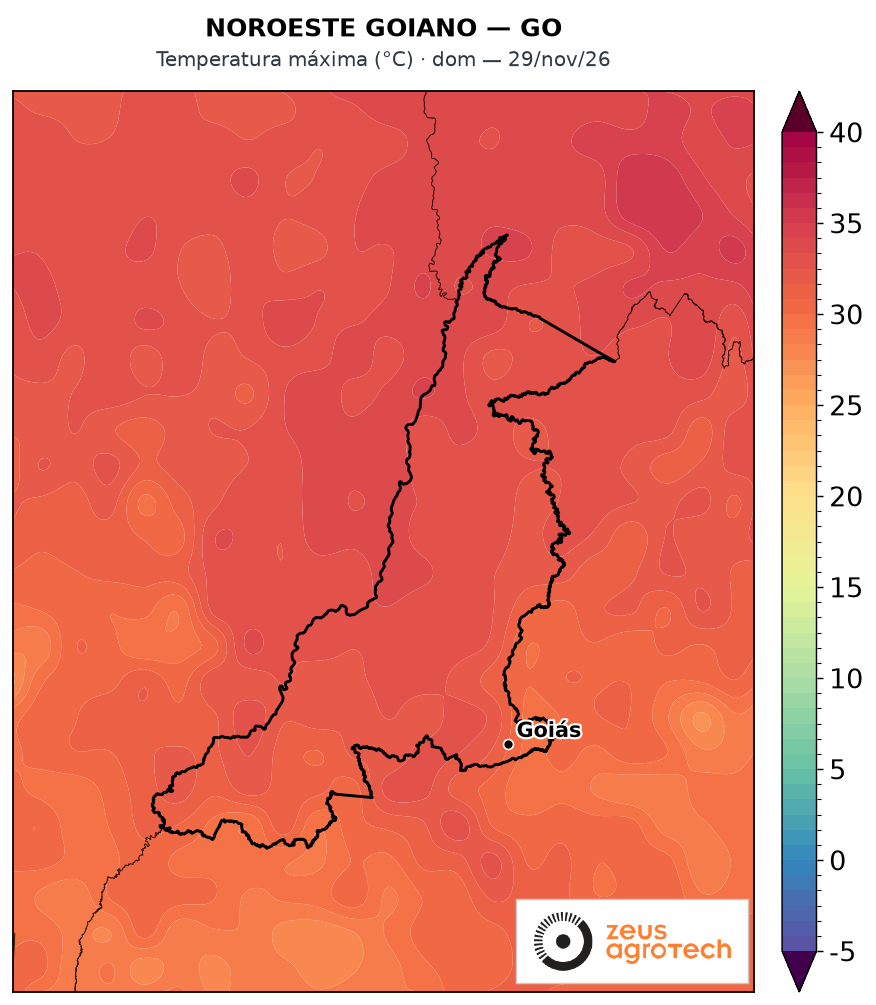 NOROESTE GOIANO — GO
Temperatura máxima (°C) · dom — 29/nov/26
40
35
30
25
20
15
10
5
0
-5
Goiás
zeus
agrotech